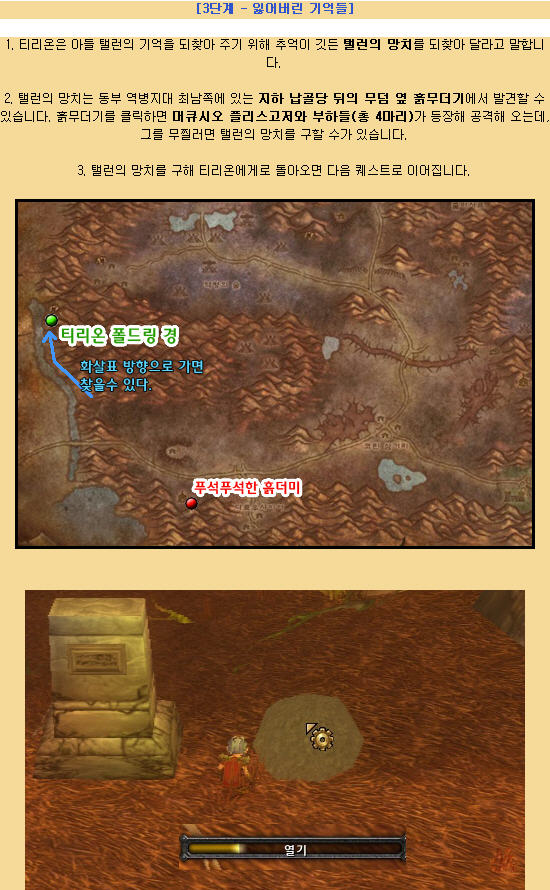 [3단계 - 잃어버린 기억들]
1. 티리온은 아들 탤런의 기억을 되찾아 주기 위해 추억이 깃든 탤런의 망치를 되찾아 달라고 말합니
다.
2. 탤런의 망치는 동부 역병지대 최남쪽에 있는 지하 납골당 뒤의 무덤 옆 흙무더기에서 발견할 수
있습니다. 흙무더기를 클릭하면 머큐시오 플리스고저와 부하들(총 4마리)가 등장해 공격해 오는데,
그를 무찔러면 탤런의 망치를 구할 수가 있습니다.
3. 탤런의 망치를 구해 티리온에게로 돌아오면 다음 퀘스트로 이어집니다.
티리온 폴드링 경
화살표 방향으로 가면
찾을수 있다.
푸석푸석한 흙더미
열기